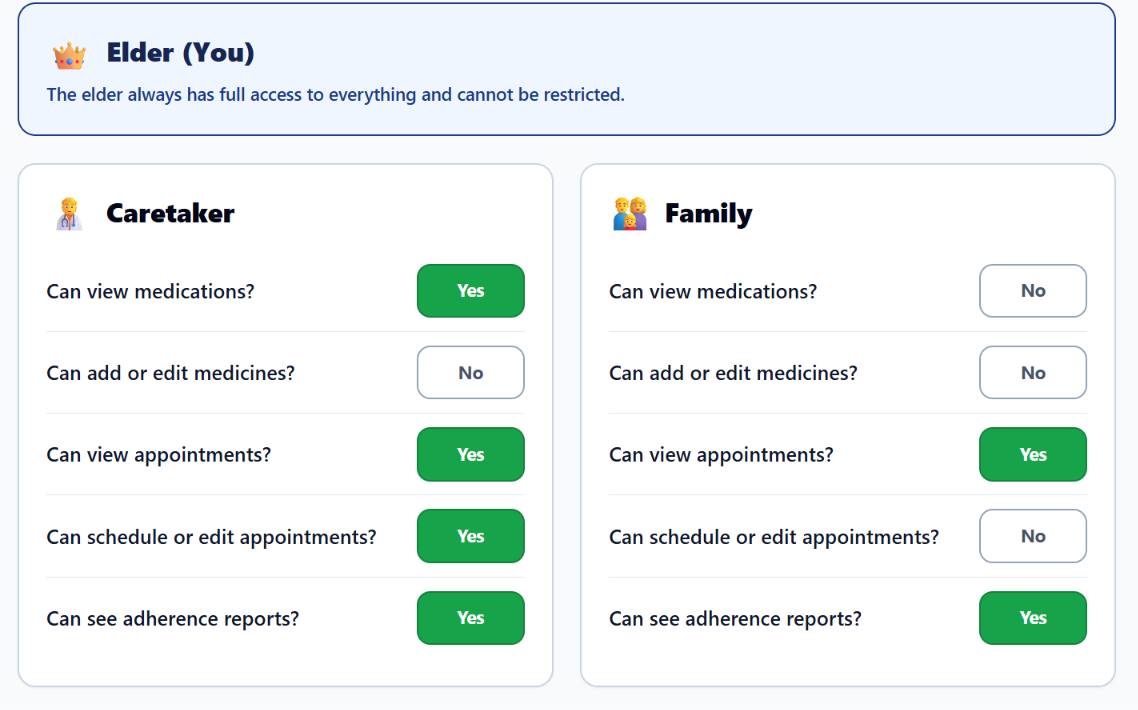 Elder (You)
The elder always has full access to everything and cannot be restricted.
Caretaker
Can view medications?
Yes
Can add or edit medicines?
No
Can view appointments?
Yes
Can schedule or edit appointments?
Yes
Can see adherence reports?
Yes
Family
Can view medications?
No
Can add or edit medicines?
No
Can view appointments?
Yes
Can schedule or edit appointments?
No
Can see adherence reports?
Yes